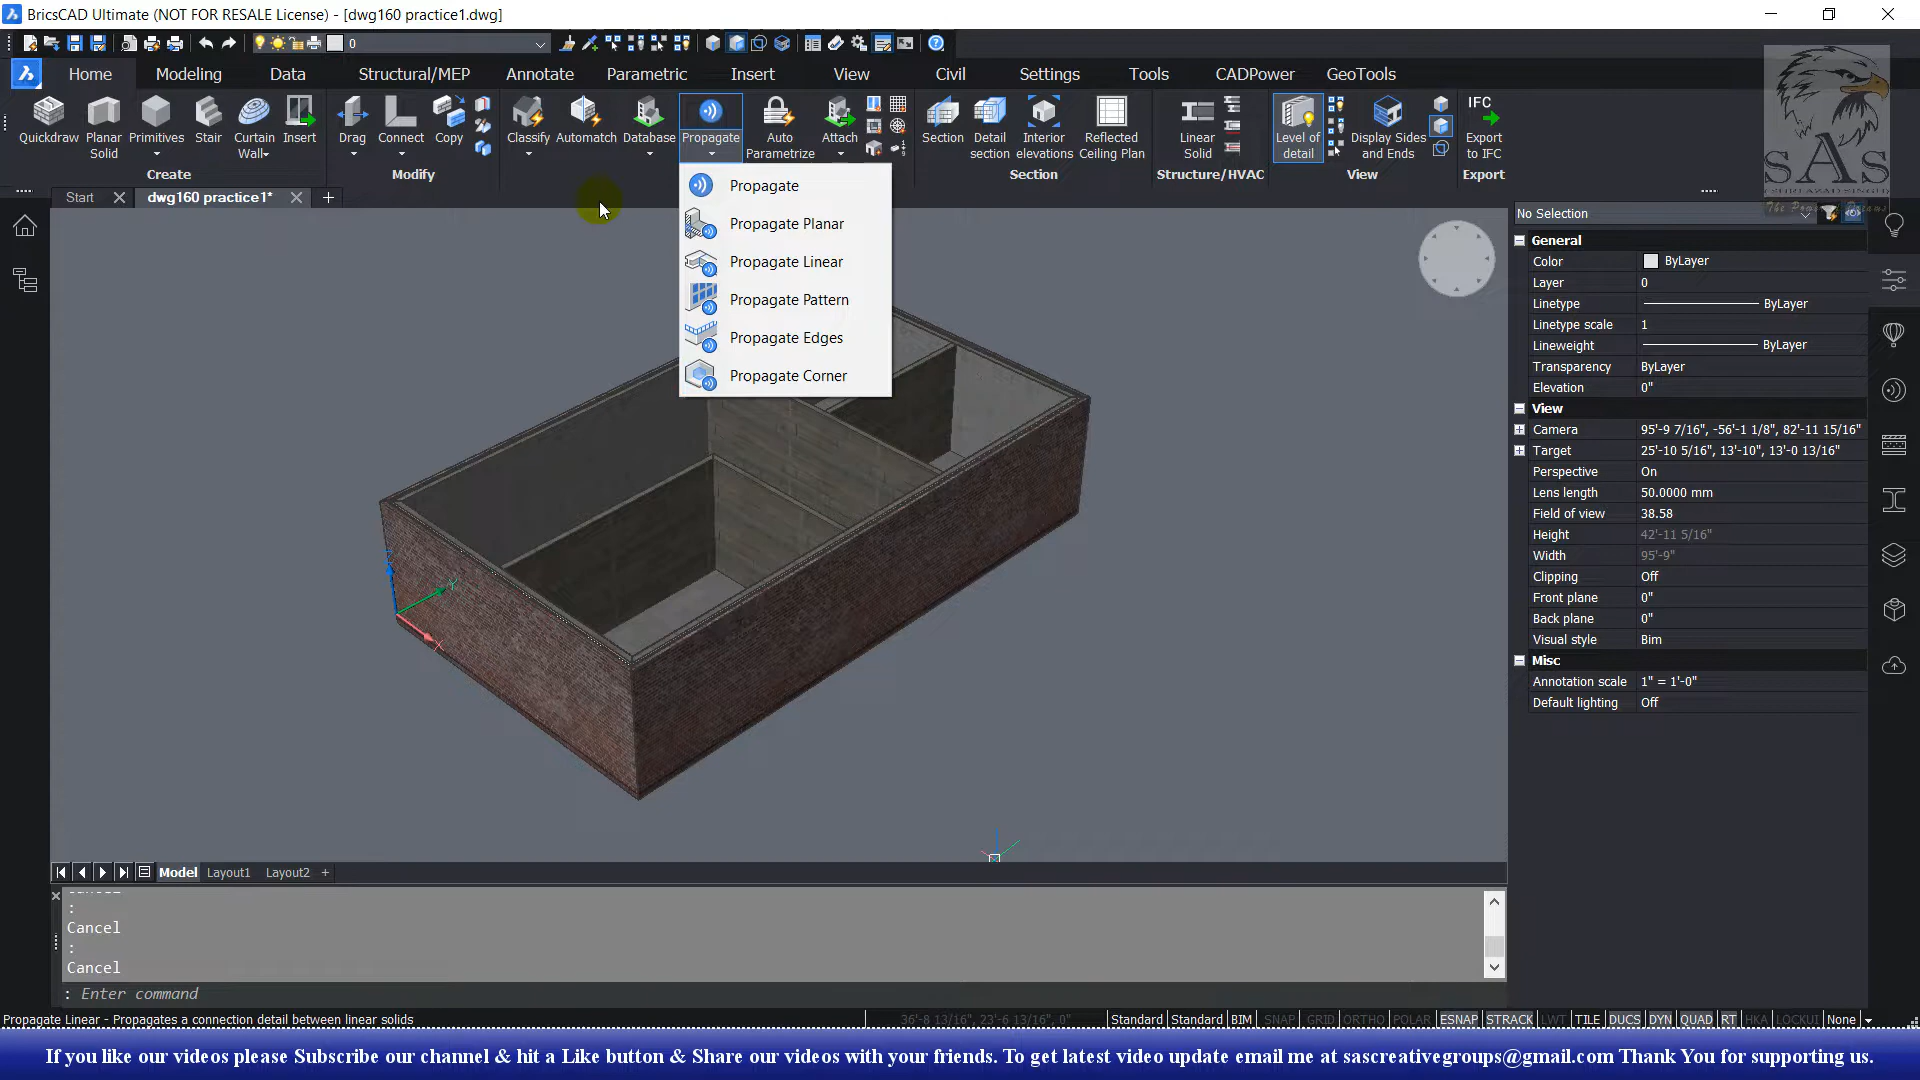 BricsCAD Ultimate (NOT FOR RESALE License) - [dwg160 practice1.dwg]
0
Home Modeling Data Structural/MEP Annotate Parametric Insert View Civil Settings Tools CADPower GeoTools
Quickdraw Planar Solid Primitives Stair Curtain Wall Insert Drag Connect Copy Classify Automatch Database Propagate Auto Parametrize Attach Section Detail section Interior elevations Reflected Ceiling Plan Linear Solid Level of detail Display Sides and Ends IFC Export to IFC
Create Modify Section Structure/HVAC View Export
SAS
Start dwg160 practice1* +
Propagate
Propagate Planar
Propagate Linear
Propagate Pattern
Propagate Edges
Propagate Corner
X
Y
Z
No Selection
General
Color ByLayer
Layer 0
Linetype ByLayer
Linetype scale 1
Lineweight ByLayer
Transparency ByLayer
Elevation 0"
View
Camera 95'-9 7/16", -56'-1 1/8", 82'-11 15/16"
Target 25'-10 5/16", 13'-10", 13'-0 13/16"
Perspective On
Lens length 50.0000 mm
Field of view 38.58
Height 42'-11 5/16"
Width 95'-9"
Clipping Off
Front plane 0"
Back plane 0"
Visual style Bim
Misc
Annotation scale 1" = 1'-0"
Default lighting Off
Model Layout1 Layout2 +
:
Cancel
:
Cancel
: Enter command
Propagate Linear - Propagates a connection detail between linear solids
36'-8 13/16", 23'-6 13/16", 0" Standard Standard BIM SNAP GRID ORTHO POLAR ESNAP STRACK LWT TILE DUCS DYN QUAD RT HKA LOCKUI None
If you like our videos please Subscribe our channel & hit a Like button & Share our videos with your friends. To get latest video update email me at sascreativegroups@gmail.com Thank You for supporting us.